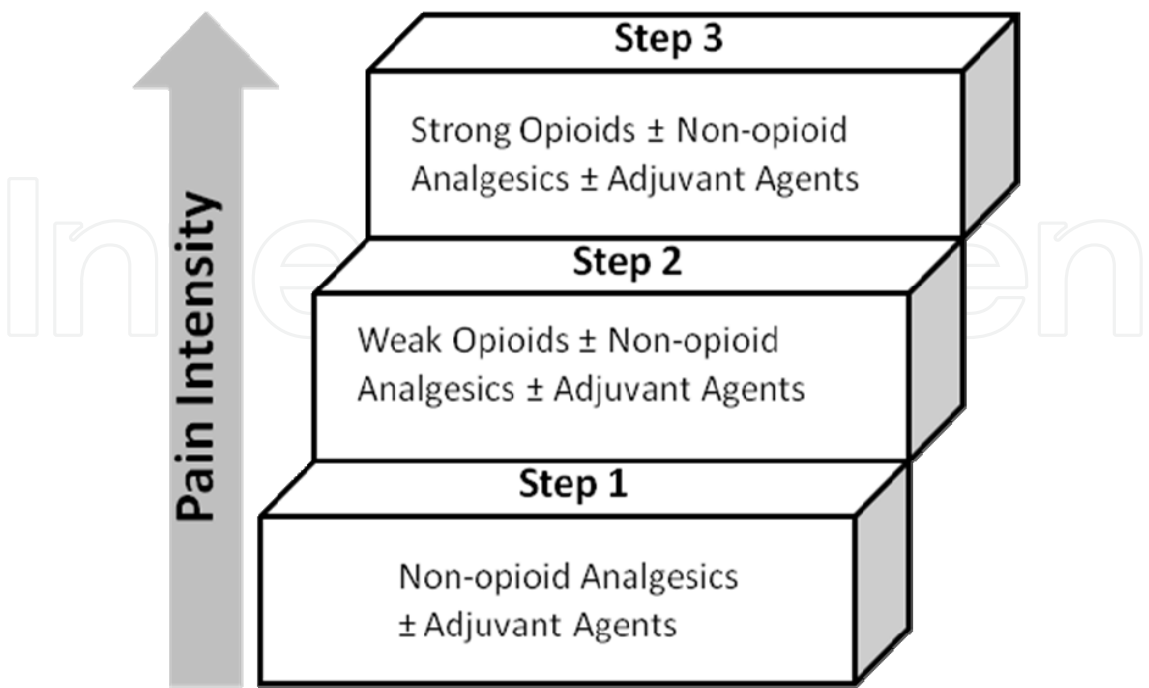 Step 3
Strong Opioids ± Non-opioid
Analgesics ± Adjuvant Agents
Step 2
Weak Opioids ± Non-opioid
Analgesics ± Adjuvant Agents
Step 1
Non-opioid Analgesics
± Adjuvant Agents
Pain Intensity